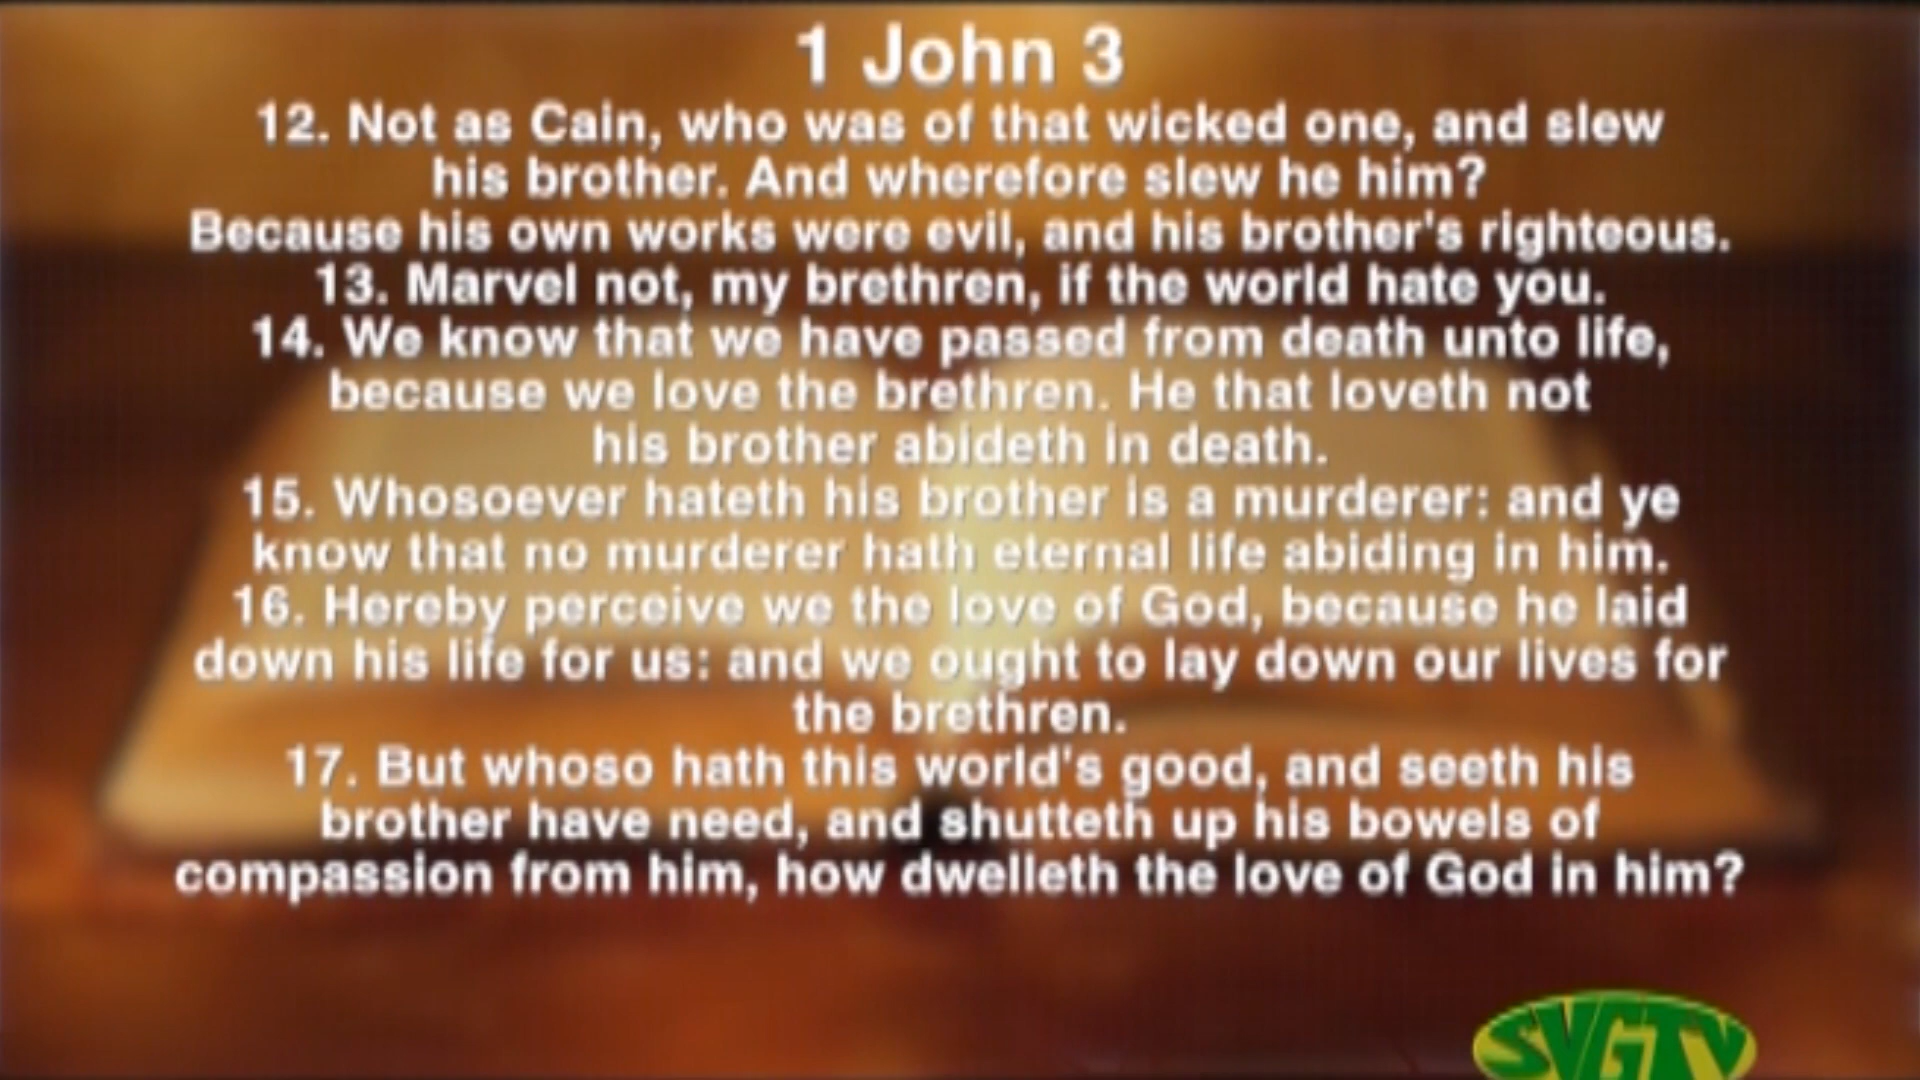 1 John 3
12. Not as Cain, who was of that wicked one, and slew
his brother. And wherefore slew he him?
Because his own works were evil, and his brother's righteous.
13. Marvel not, my brethren, if the world hate you.
14. We know that we have passed from death unto life,
because we love the brethren. He that loveth not
his brother abideth in death.
15. Whosoever hateth his brother is a murderer: and ye
know that no murderer hath eternal life abiding in him.
16. Hereby perceive we the love of God, because he laid
down his life for us: and we ought to lay down our lives for
the brethren.
17. But whoso hath this world's good, and seeth his
brother have need, and shutteth up his bowels of
compassion from him, how dwelleth the love of God in him?
SVGTV